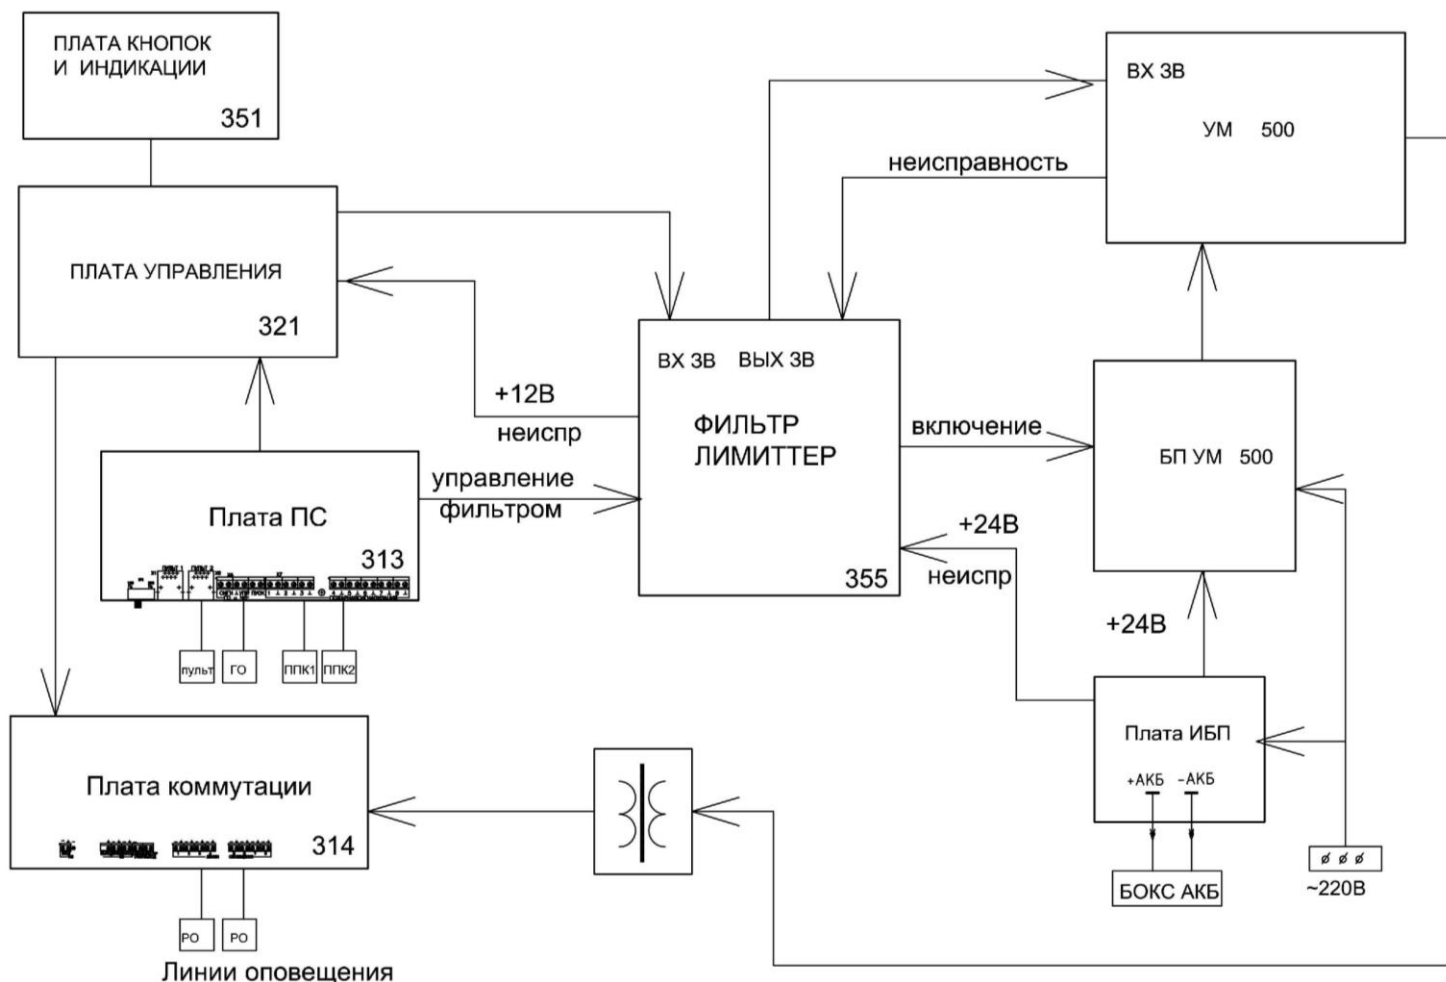 ПЛАТА КНОПОК
И ИНДИКАЦИИ
351
ВХ ЗВ
УМ 500
неисправность
ПЛАТА УПРАВЛЕНИЯ
321
ВХ ЗВ ВЫХ ЗВ
ФИЛЬТР
ЛИМИТТЕР
355
+12В
неиспр
включение
БП УМ 500
управление
фильтром
Плата ПС
313
+24В
неиспр
+24В
пульт
ГО
ППК1
ППК2
Плата ИБП
+АКБ
-АКБ
Плата коммутации
314
БОКС АКБ
~220В
РО
РО
Линии оповещения